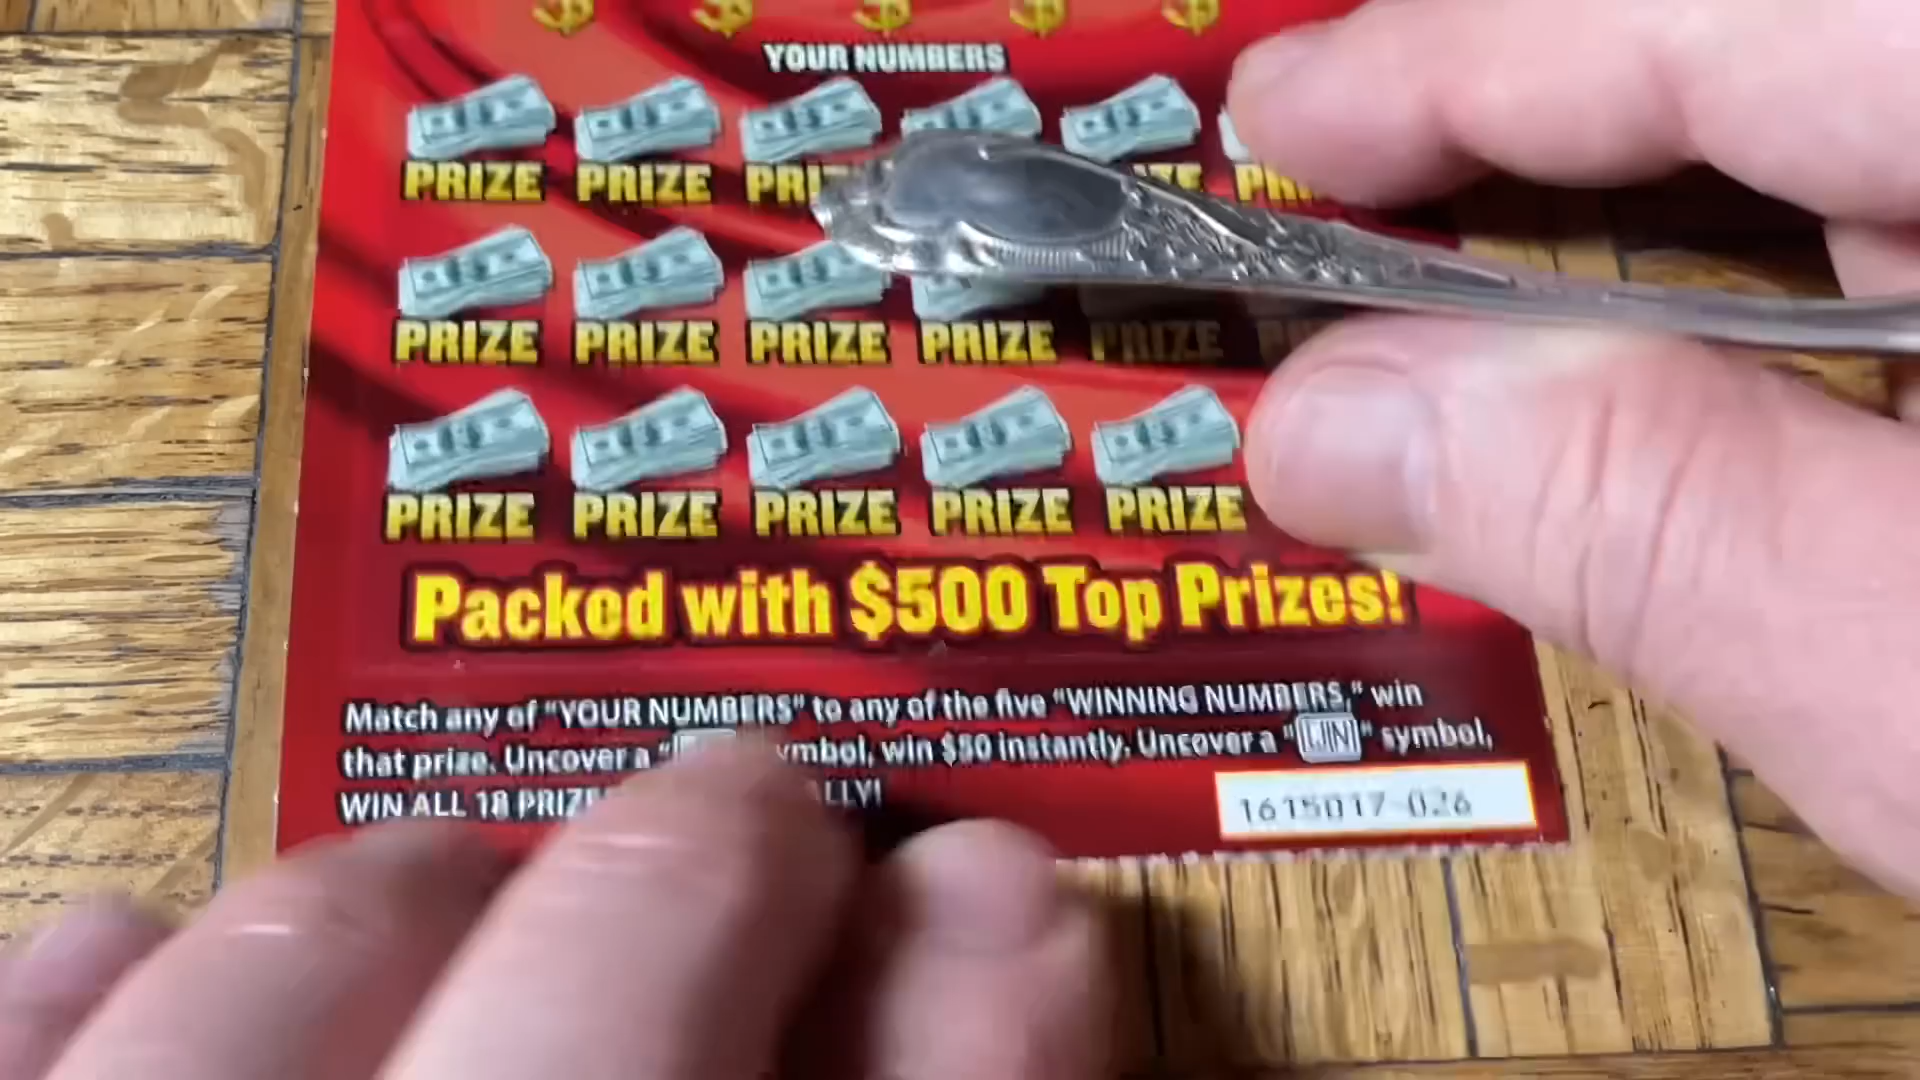 YOUR NUMBERS
PRIZE PRIZE
PRIZE PRIZE PRIZE PRIZE PRIZE
PRIZE PRIZE PRIZE PRIZE PRIZE
Packed with $500 Top Prizes!
Match any of "YOUR NUMBERS" to any of the five "WINNING NUMBERS," win
that prize. Uncover a " symbol, win $50 instantly. Uncover a "WIN" symbol,
WIN ALL 18
1615017-026